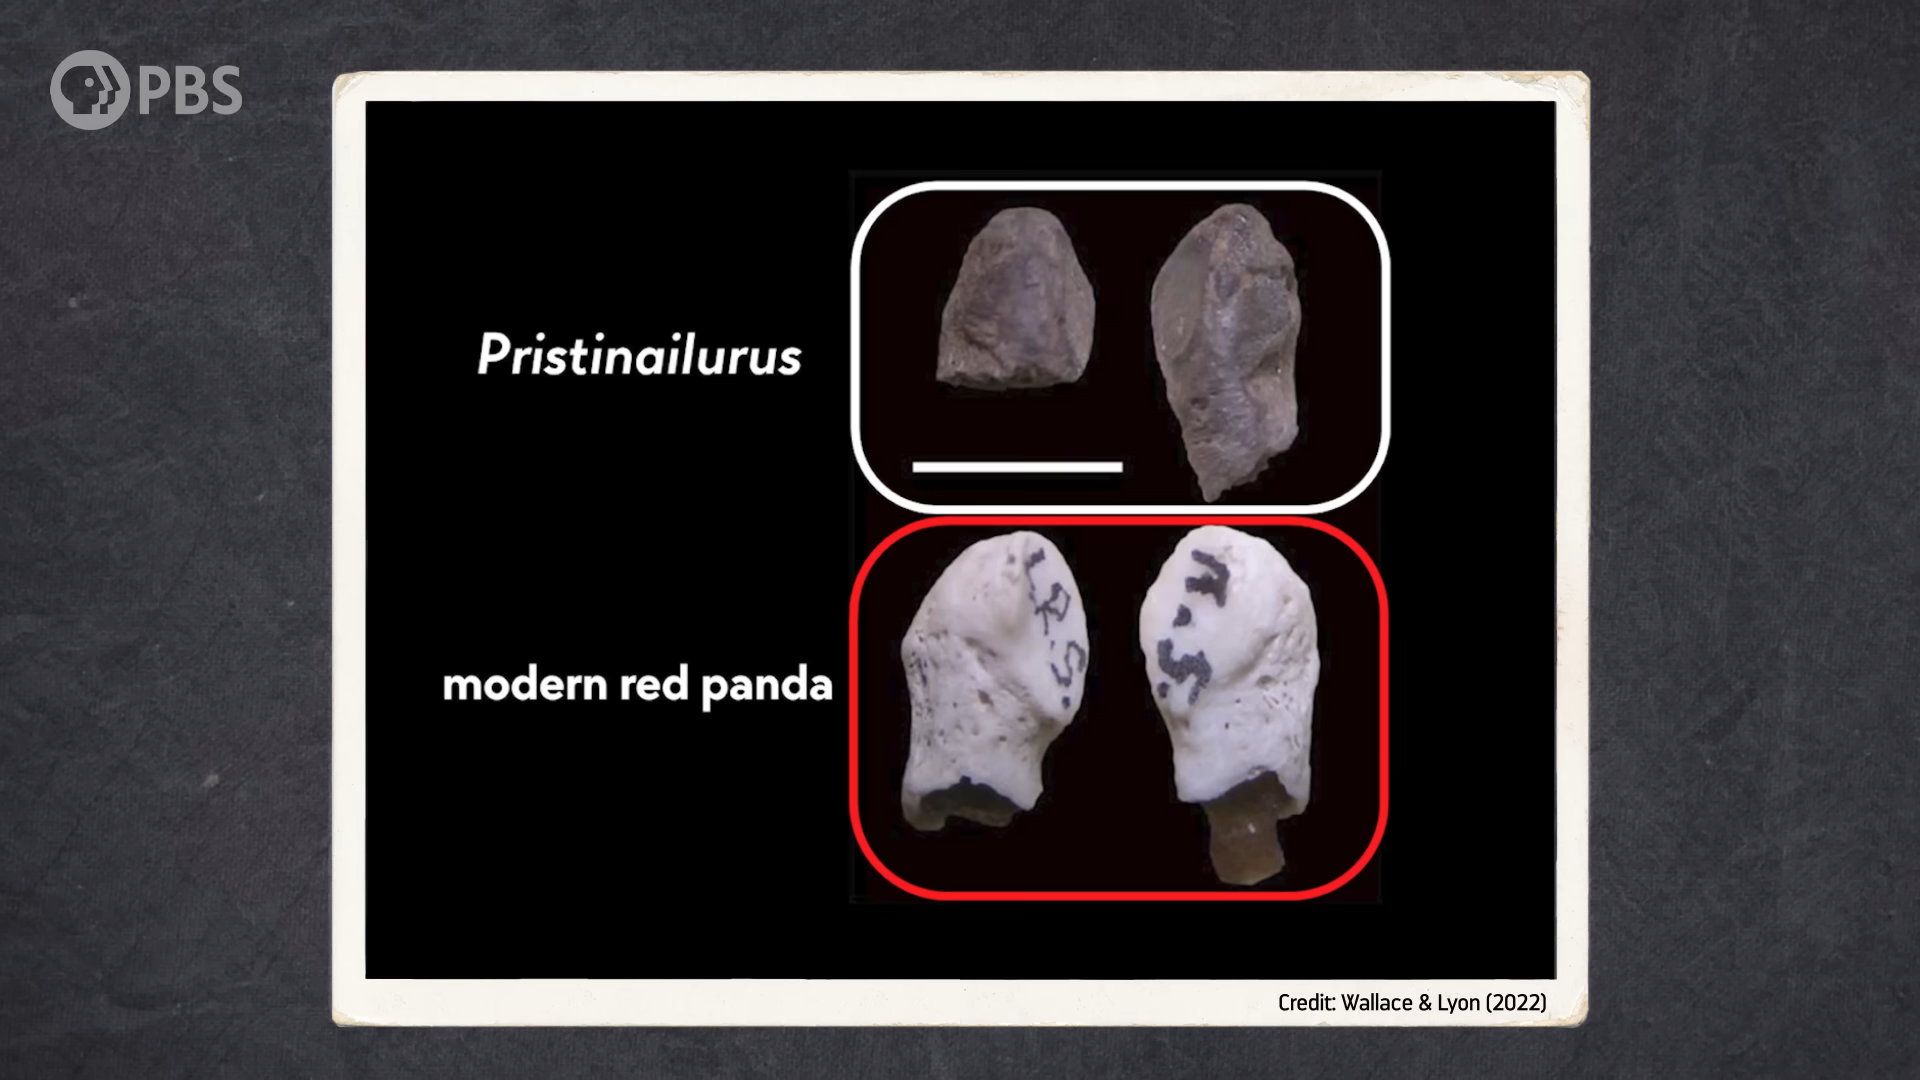 PBS
Pristinailurus
modern red panda
Credit: Wallace & Lyon (2022)